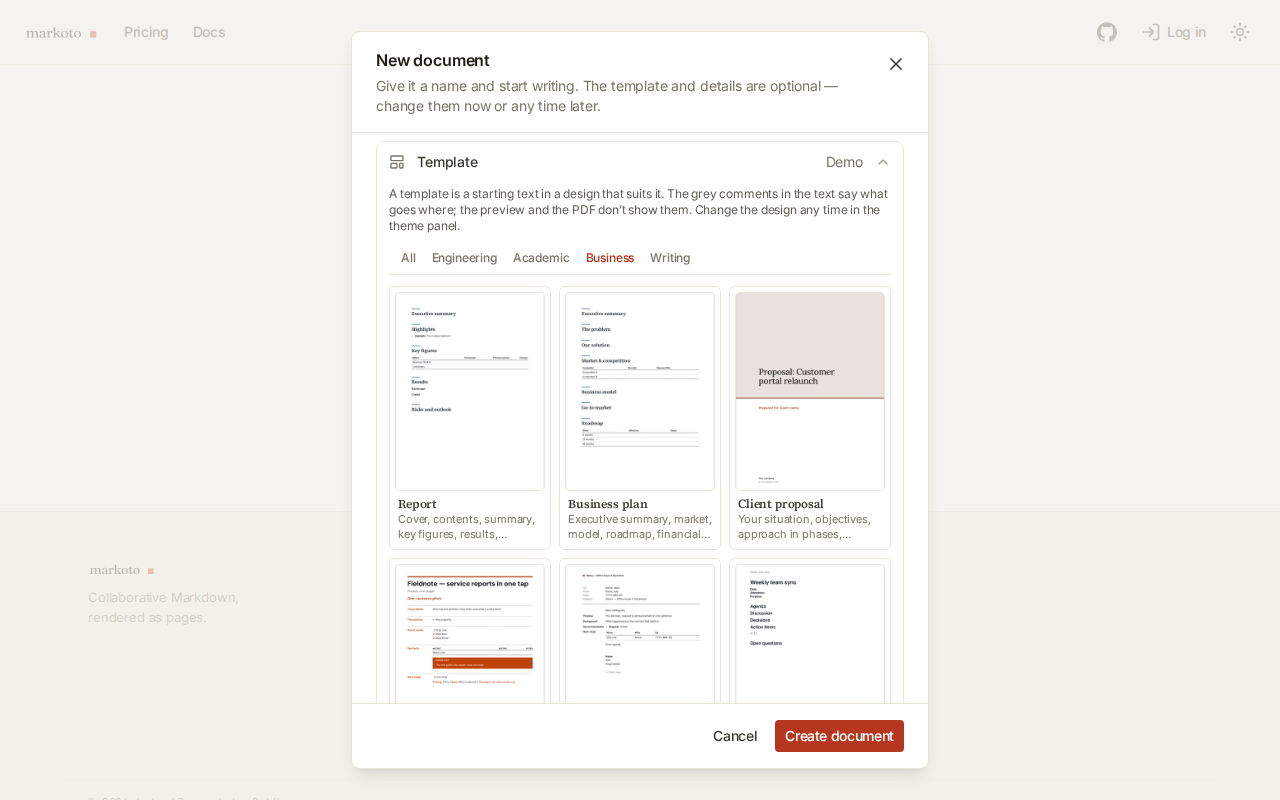 markoto
Pricing
Docs
Log in
New document
Give it a name and start writing. The template and details are optional —
change them now or any time later.
Template
Demo
A template is a starting text in a design that suits it. The grey comments in the text say what
goes where; the preview and the PDF don't show them. Change the design any time in the
theme panel.
All
Engineering
Academic
Business
Writing
Executive summary
Highlights
Key figures
Results
Risks and outlook
Executive summary
The problem
Our solution
Market & competition
Business model
Go-to-market
Roadmap
Proposal: Customer
portal relaunch
Proposal for Client name
Report
Cover, contents, summary,
key figures, results,...
Business plan
Executive summary, market,
model, roadmap, financial...
Client proposal
Your situation, objectives,
approach in phases,...
Fieldnote — service reports in one tap
Weekly team sync
Agenda
Discussion
Decisions
Action items
Open questions
markoto
Collaborative Markdown,
rendered as pages.
Cancel
Create document